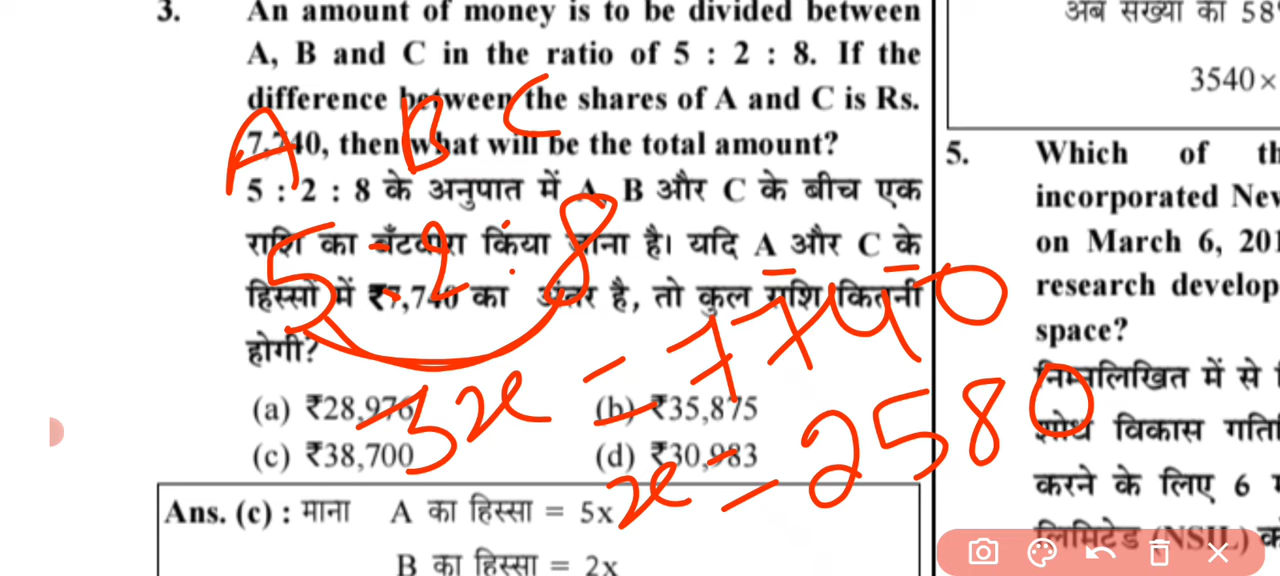 3. An amount of money is to be divided between
A, B and C in the ratio of 5 : 2 : 8. If the
difference between the shares of A and C is Rs.
7,740, then what will be the total amount?
5 : 2 : 8 के अनुपात में A, B और C के बीच एक
राशि का बँटवारा किया जाना है। यदि A और C के
हिस्सों में ₹7,740 का अंतर है, तो कुल राशि कितनी
होगी?
(a) ₹28,976 (b) ₹35,875
(c) ₹38,700 (d) ₹30,983
Ans. (c) : माना A का हिस्सा = 5x
B का हिस्सा = 2x
A B C
5 : 2 : 8
3x = 7740
x = 2580
अब संख्या का 58
3540 ×
5. Which of th
incorporated Nev
on March 6, 201
research develop
space?
निम्नलिखित में से
शोध विकास गति
करने के लिए 6
लिमिटेड (NSIL)